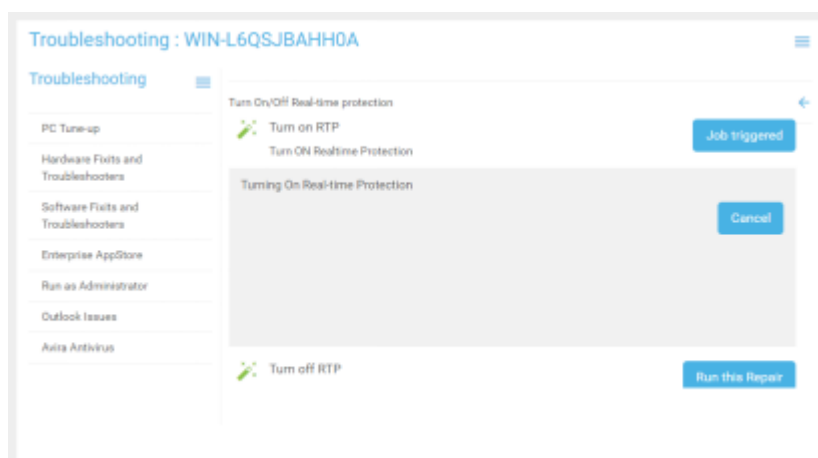 Troubleshooting : WIN-L6QSJBAHH0A
Troubleshooting
PC Tune-up
Hardware Fixits and
Troubleshooters
Software Fixits and
Troubleshooters
Enterprise AppStore
Run as Administrator
Outlook Issues
Avira Antivirus
Turn On/Off Real-time protection
Turn on RTP
Job triggered
Turn ON Realtime Protection
Turning On Real-time Protection
Cancel
Turn off RTP
Run this Repair